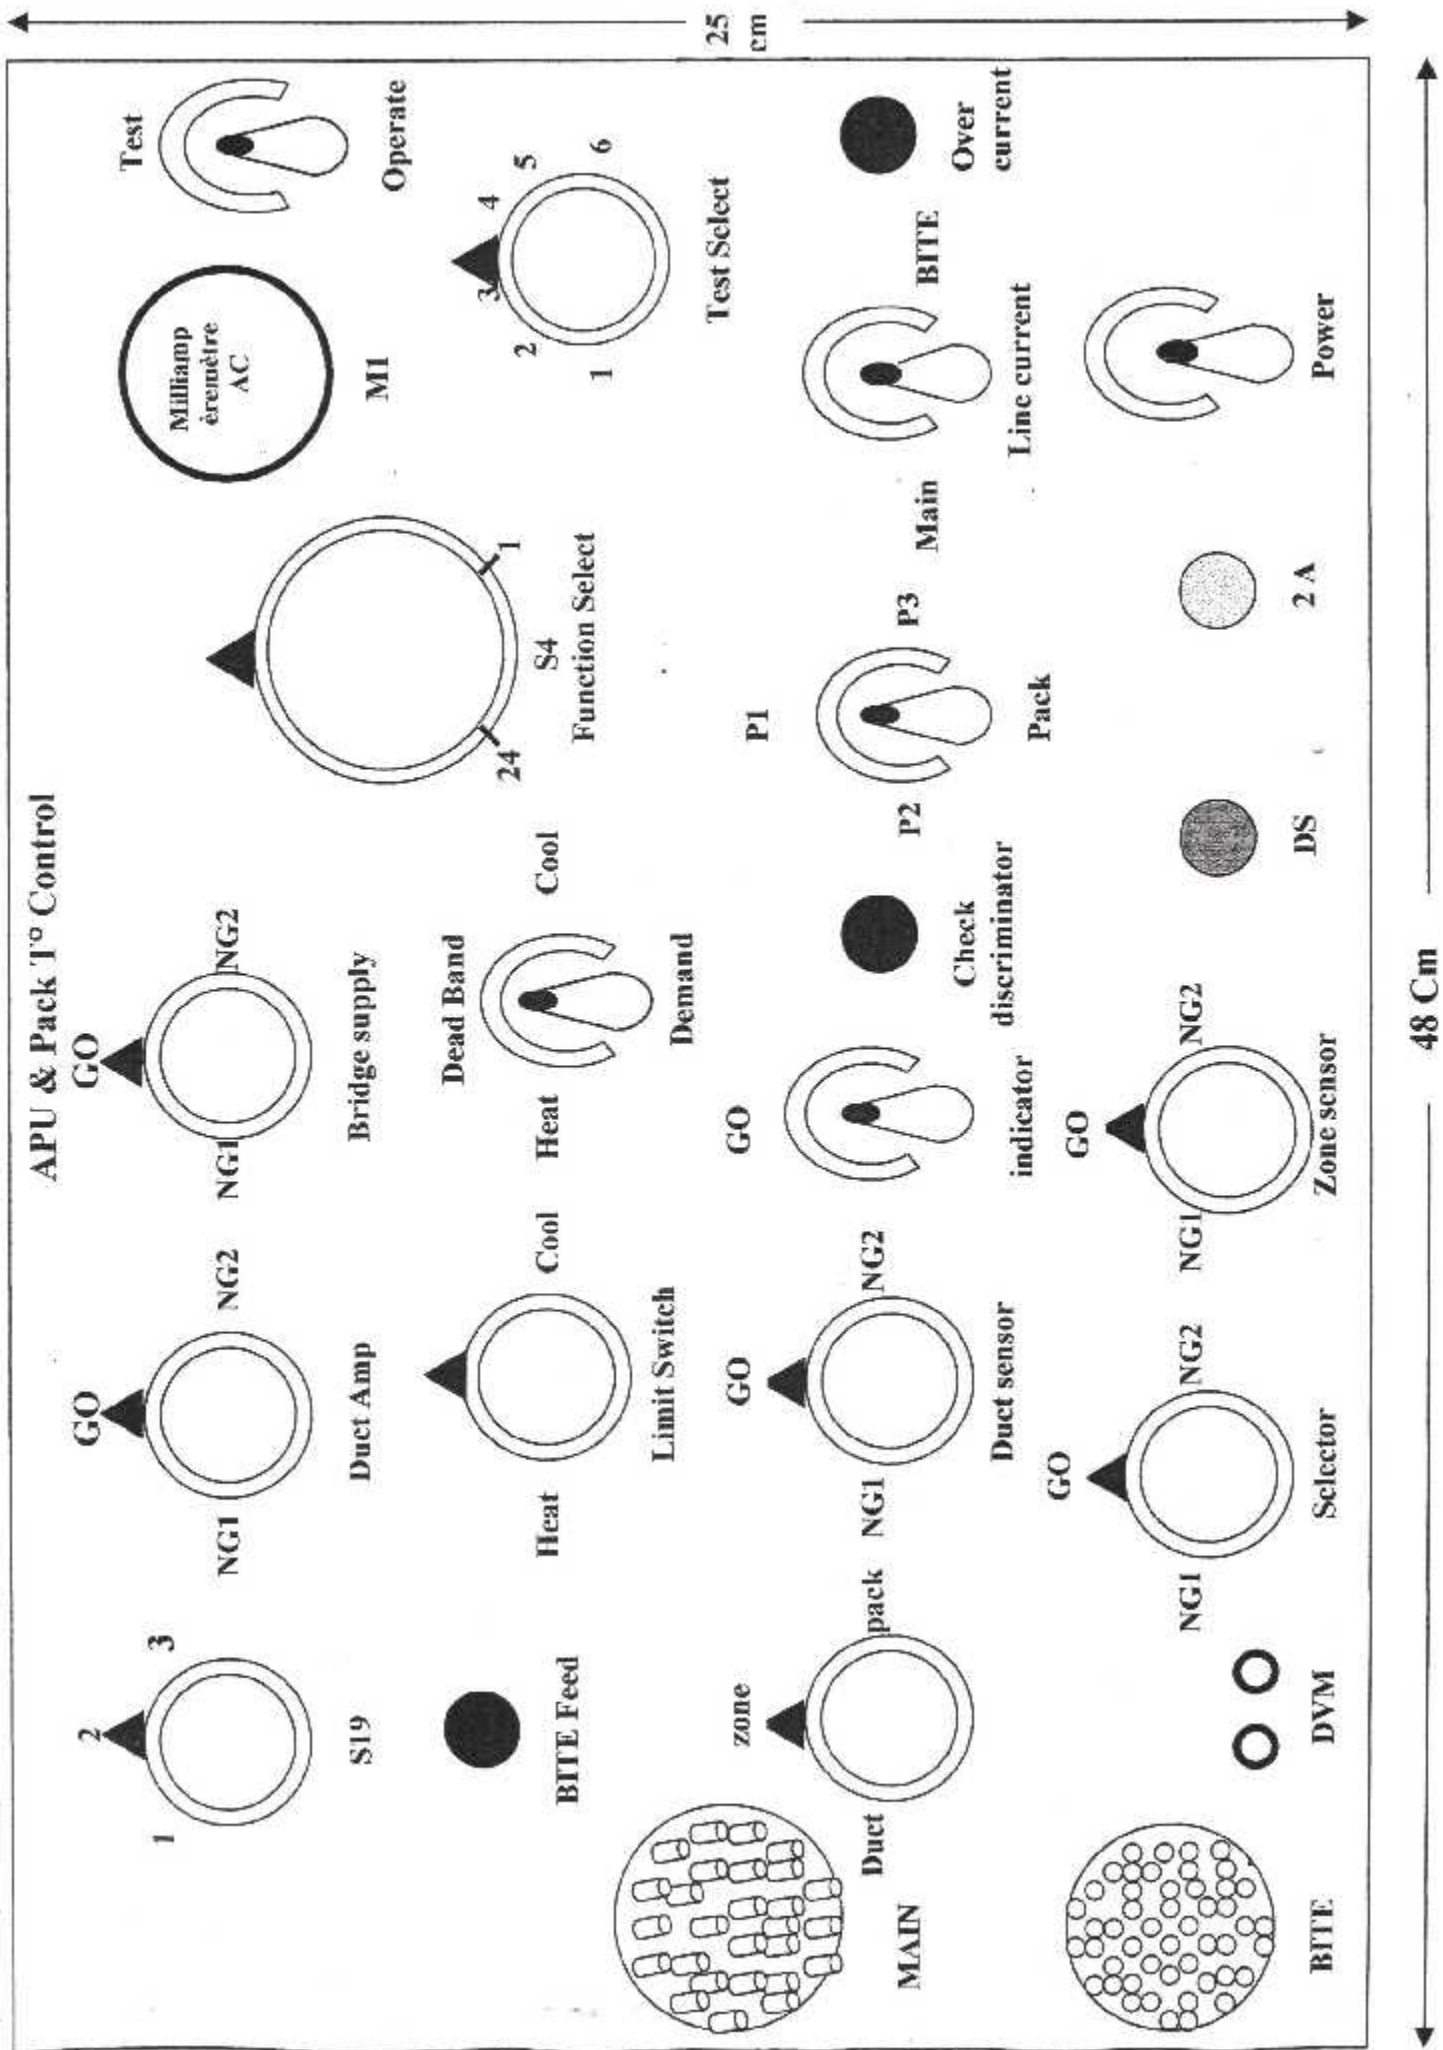 25
cm
APU & Pack T° Control
2
1
3
S19
GO
NG1
NG2
Duct Amp
GO
NG1
NG2
Bridge supply
S4
Function Select
24
1
Milliamp
èremètre
AC
M1
Test
Operate
BITE Feed
Heat
Cool
Limit Switch
Dead Band
Heat
Cool
Demand
1
2
3
4
5
6
Test Select
MAIN
zone
Duct
pack
GO
NG1
NG2
Duct sensor
GO
indicator
Check
discriminator
P1
P2
P3
Pack
Main
BITE
Line current
Over
current
BITE
DVM
GO
NG1
NG2
Selector
GO
NG1
NG2
Zone sensor
DS
2 A
Power
48 Cm